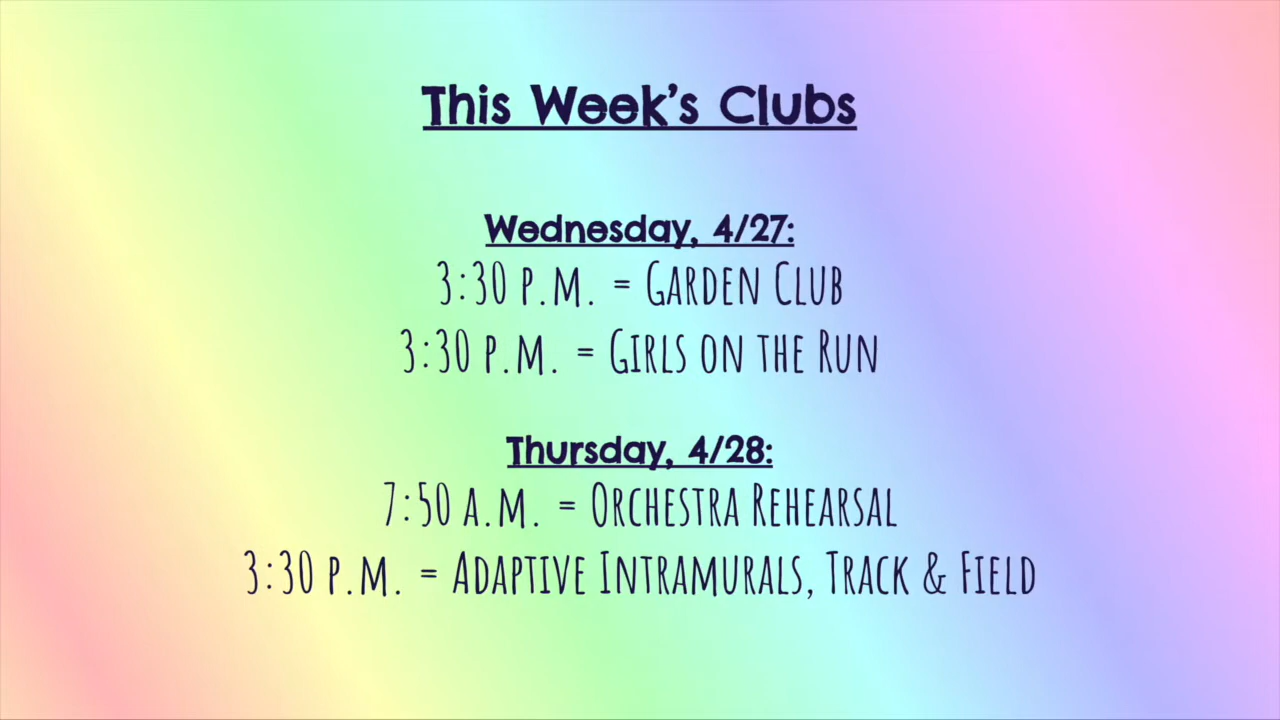 This Week's Clubs
Wednesday, 4/27:
3:30 p.m. = Garden Club
3:30 p.m. = Girls on the Run
Thursday, 4/28:
7:50 a.m. = Orchestra Rehearsal
3:30 p.m. = Adaptive Intramurals, Track & Field